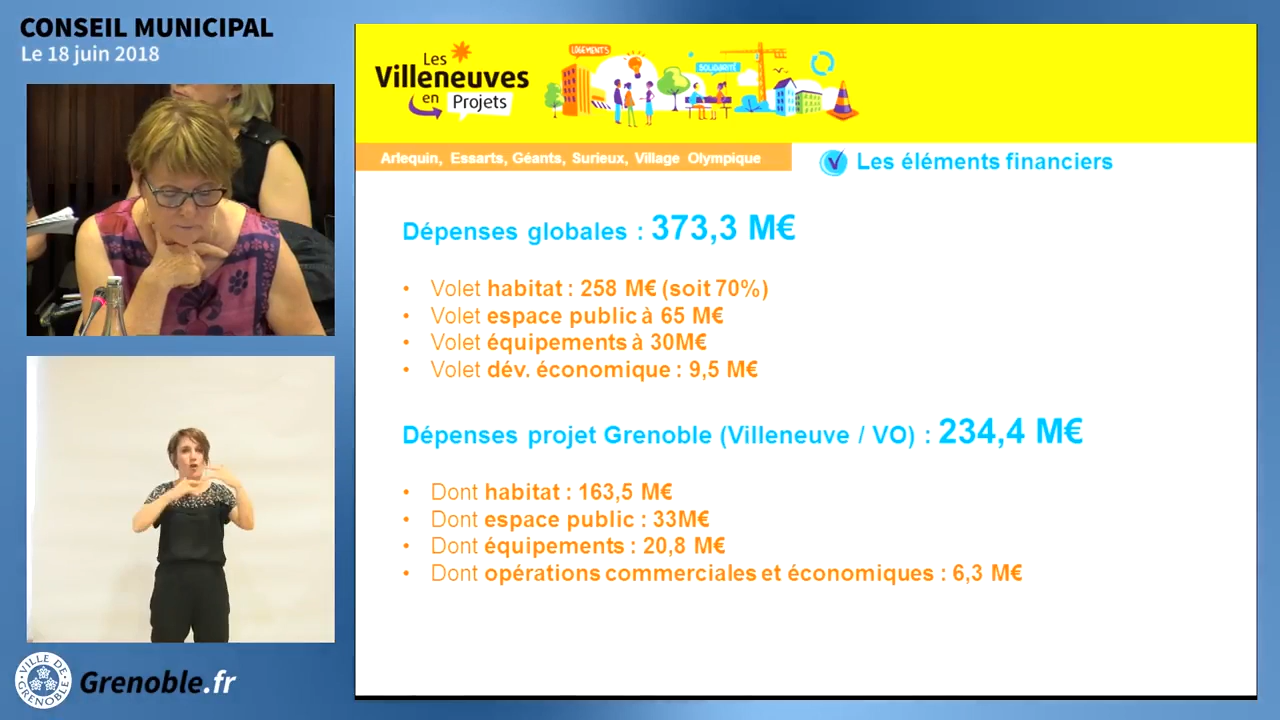 CONSEIL MUNICIPAL
Le 18 juin 2018
Les
Villeneuves
en Projets
LOGEMENTS
SOLIDARITÉ
Arlequin, Essarts, Géants, Surieux, Village Olympique
Les éléments financiers
Dépenses globales : 373,3 M€
• Volet habitat : 258 M€ (soit 70%)
• Volet espace public à 65 M€
• Volet équipements à 30M€
• Volet dév. économique : 9,5 M€
Dépenses projet Grenoble (Villeneuve / VO) : 234,4 M€
• Dont habitat : 163,5 M€
• Dont espace public : 33M€
• Dont équipements : 20,8 M€
• Dont opérations commerciales et économiques : 6,3 M€
VILLE DE GRENOBLE
Grenoble.fr